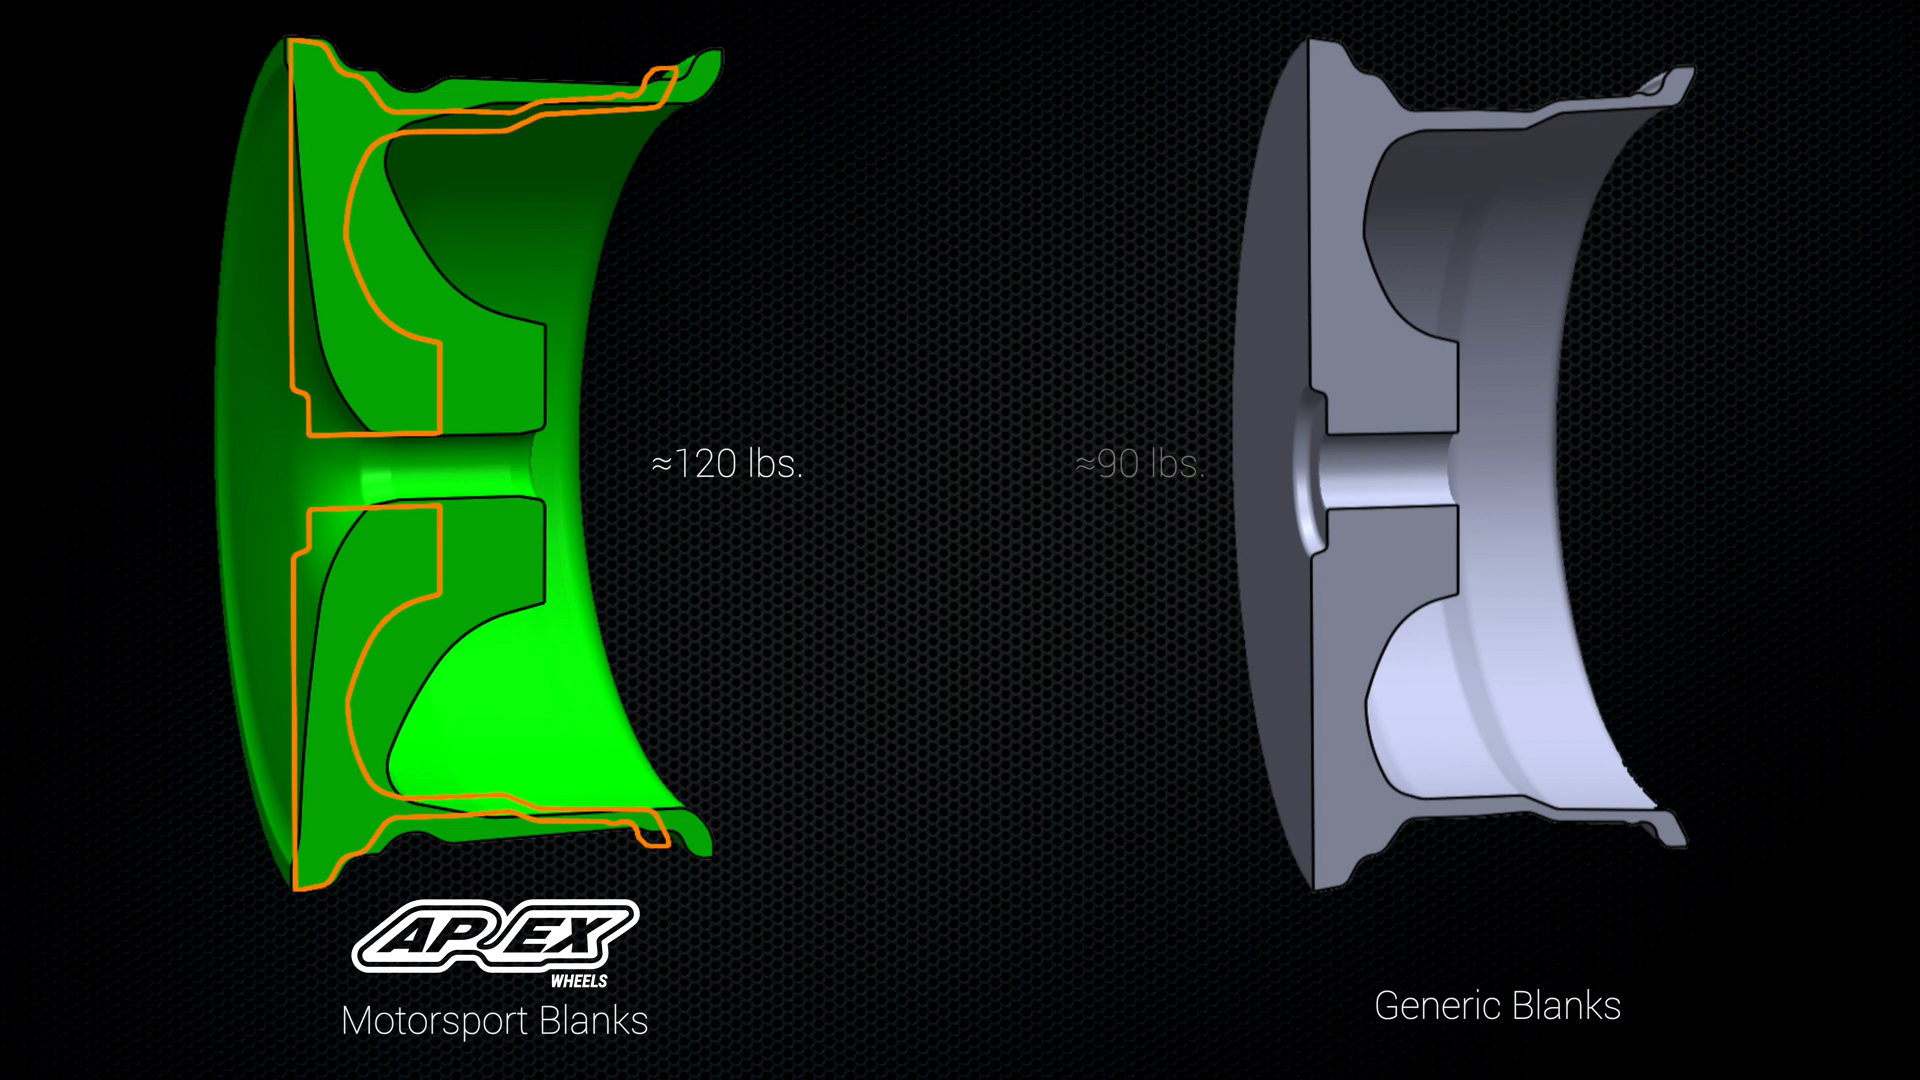 ≈120 lbs.
≈90 lbs.
APEX
WHEELS
Motorsport Blanks
Generic Blanks